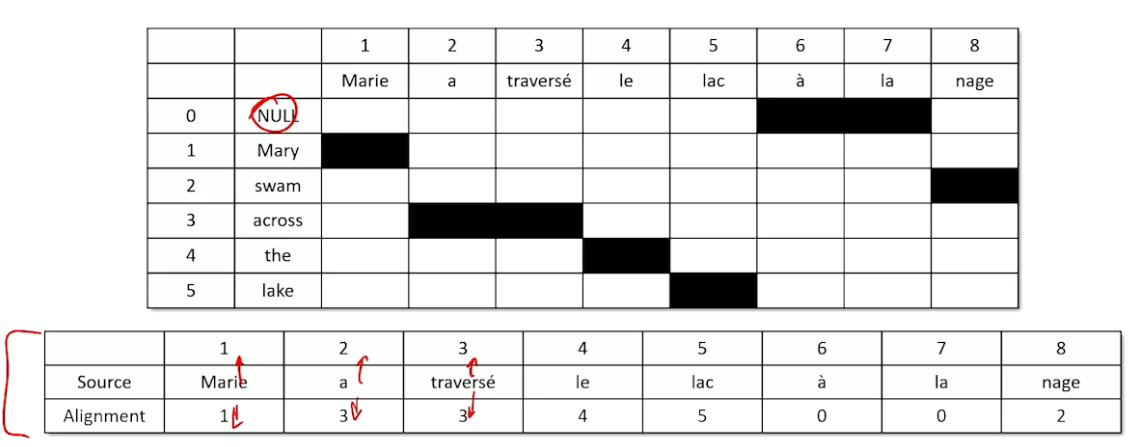 1 2 3 4 5 6 7 8
Marie a traversé le lac à la nage
0 NULL
1 Mary
2 swam
3 across
4 the
5 lake
1 2 3 4 5 6 7 8
Source Marie a traversé le lac à la nage
Alignment 1 3 3 4 5 0 0 2